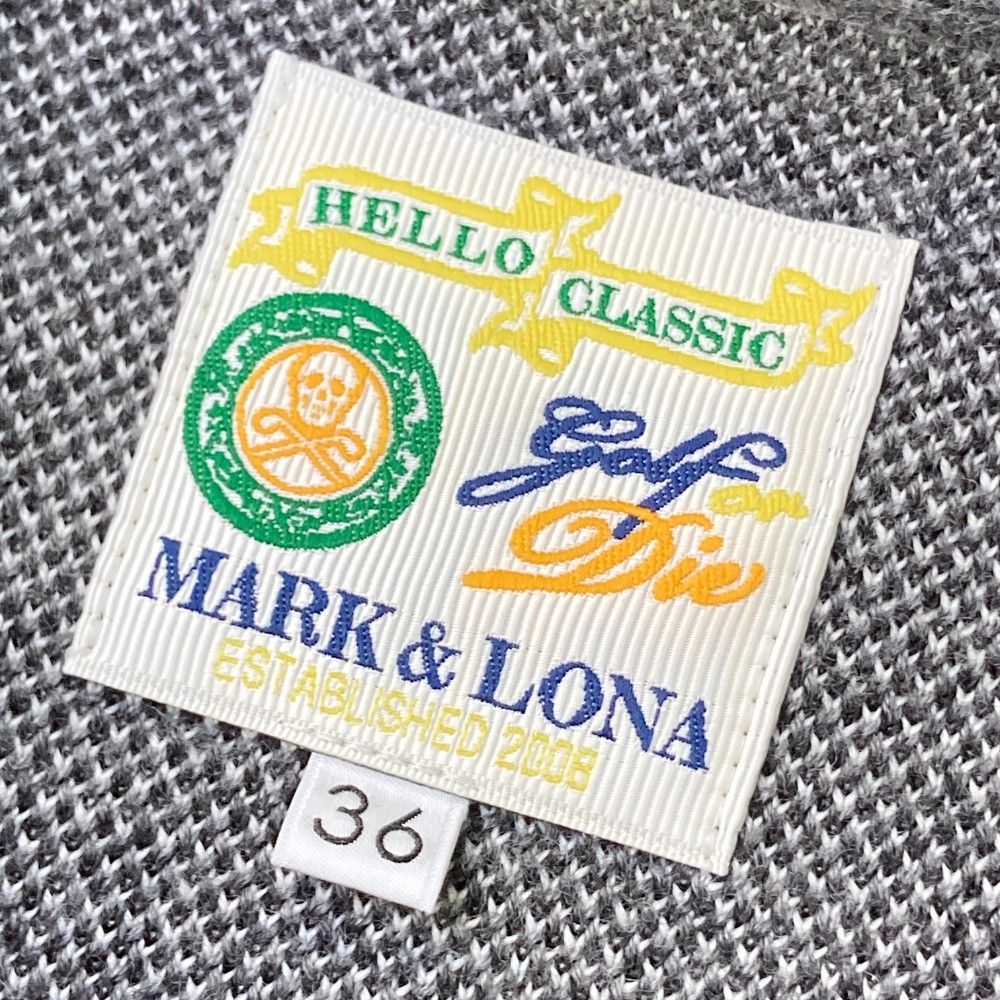 HELLO
CLASSIC
Golf or
Die
MARK & LONA
ESTABLISHED 2008
36